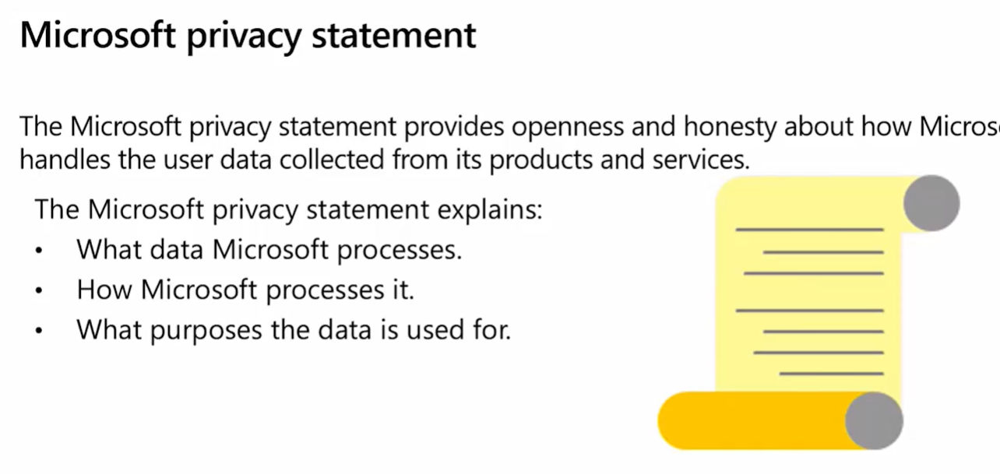 Microsoft privacy statement
The Microsoft privacy statement provides openness and honesty about how
handles the user data collected from its products and services.
The Microsoft privacy statement explains:
• What data Microsoft processes.
• How Microsoft processes it.
• What purposes the data is used for.